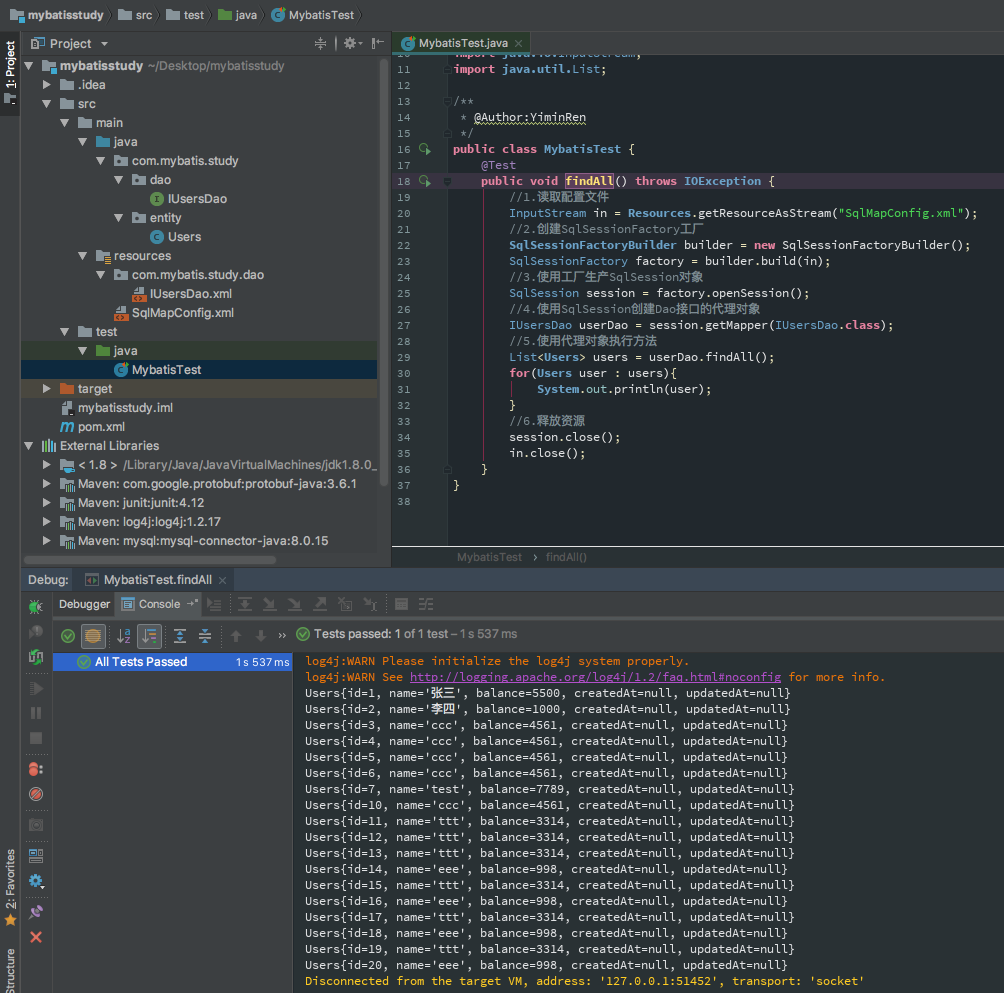 mybatisstudy src test java MybatisTest
1: Project
Project
MybatisTest.java
mybatisstudy ~/Desktop/mybatisstudy
.idea
src
main
java
com.mybatis.study
dao
IUsersDao
entity
Users
resources
com.mybatis.study.dao
IUsersDao.xml
SqlMapConfig.xml
test
java
MybatisTest
target
mybatisstudy.iml
pom.xml
External Libraries
< 1.8 > /Library/Java/JavaVirtualMachines/jdk1.8.0_
Maven: com.google.protobuf:protobuf-java:3.6.1
Maven: junit:junit:4.12
Maven: log4j:log4j:1.2.17
Maven: mysql:mysql-connector-java:8.0.15
10 import java.io.InputStream;
11 import java.util.List;
12
13 /**
14 * @Author:YiminRen
15 */
16 public class MybatisTest {
17 @Test
18 public void findAll() throws IOException {
19 //1.读取配置文件
20 InputStream in = Resources.getResourceAsStream("SqlMapConfig.xml");
21 //2.创建SqlSessionFactory工厂
22 SqlSessionFactoryBuilder builder = new SqlSessionFactoryBuilder();
23 SqlSessionFactory factory = builder.build(in);
24 //3.使用工厂生产SqlSession对象
25 SqlSession session = factory.openSession();
26 //4.使用SqlSession创建Dao接口的代理对象
27 IUsersDao userDao = session.getMapper(IUsersDao.class);
28 //5.使用代理对象执行方法
29 List<Users> users = userDao.findAll();
30 for(Users user : users){
31 System.out.println(user);
32 }
33 //6.释放资源
34 session.close();
35 in.close();
36 }
37 }
38
MybatisTest › findAll()
Debug: MybatisTest.findAll
Debugger Console
Tests passed: 1 of 1 test – 1 s 537 ms
All Tests Passed 1 s 537 ms
log4j:WARN Please initialize the log4j system properly.
log4j:WARN See http://logging.apache.org/log4j/1.2/faq.html#noconfig for more info.
Users{id=1, name='张三', balance=5500, createdAt=null, updatedAt=null}
Users{id=2, name='李四', balance=1000, createdAt=null, updatedAt=null}
Users{id=3, name='ccc', balance=4561, createdAt=null, updatedAt=null}
Users{id=4, name='ccc', balance=4561, createdAt=null, updatedAt=null}
Users{id=5, name='ccc', balance=4561, createdAt=null, updatedAt=null}
Users{id=6, name='ccc', balance=4561, createdAt=null, updatedAt=null}
Users{id=7, name='test', balance=7789, createdAt=null, updatedAt=null}
Users{id=10, name='ccc', balance=4561, createdAt=null, updatedAt=null}
Users{id=11, name='ttt', balance=3314, createdAt=null, updatedAt=null}
Users{id=12, name='ttt', balance=3314, createdAt=null, updatedAt=null}
Users{id=13, name='ttt', balance=3314, createdAt=null, updatedAt=null}
Users{id=14, name='eee', balance=998, createdAt=null, updatedAt=null}
Users{id=15, name='ttt', balance=3314, createdAt=null, updatedAt=null}
Users{id=16, name='eee', balance=998, createdAt=null, updatedAt=null}
Users{id=17, name='ttt', balance=3314, createdAt=null, updatedAt=null}
Users{id=18, name='eee', balance=998, createdAt=null, updatedAt=null}
Users{id=19, name='ttt', balance=3314, createdAt=null, updatedAt=null}
Users{id=20, name='eee', balance=998, createdAt=null, updatedAt=null}
Disconnected from the target VM, address: '127.0.0.1:51452', transport: 'socket'
2: Favorites
Structure